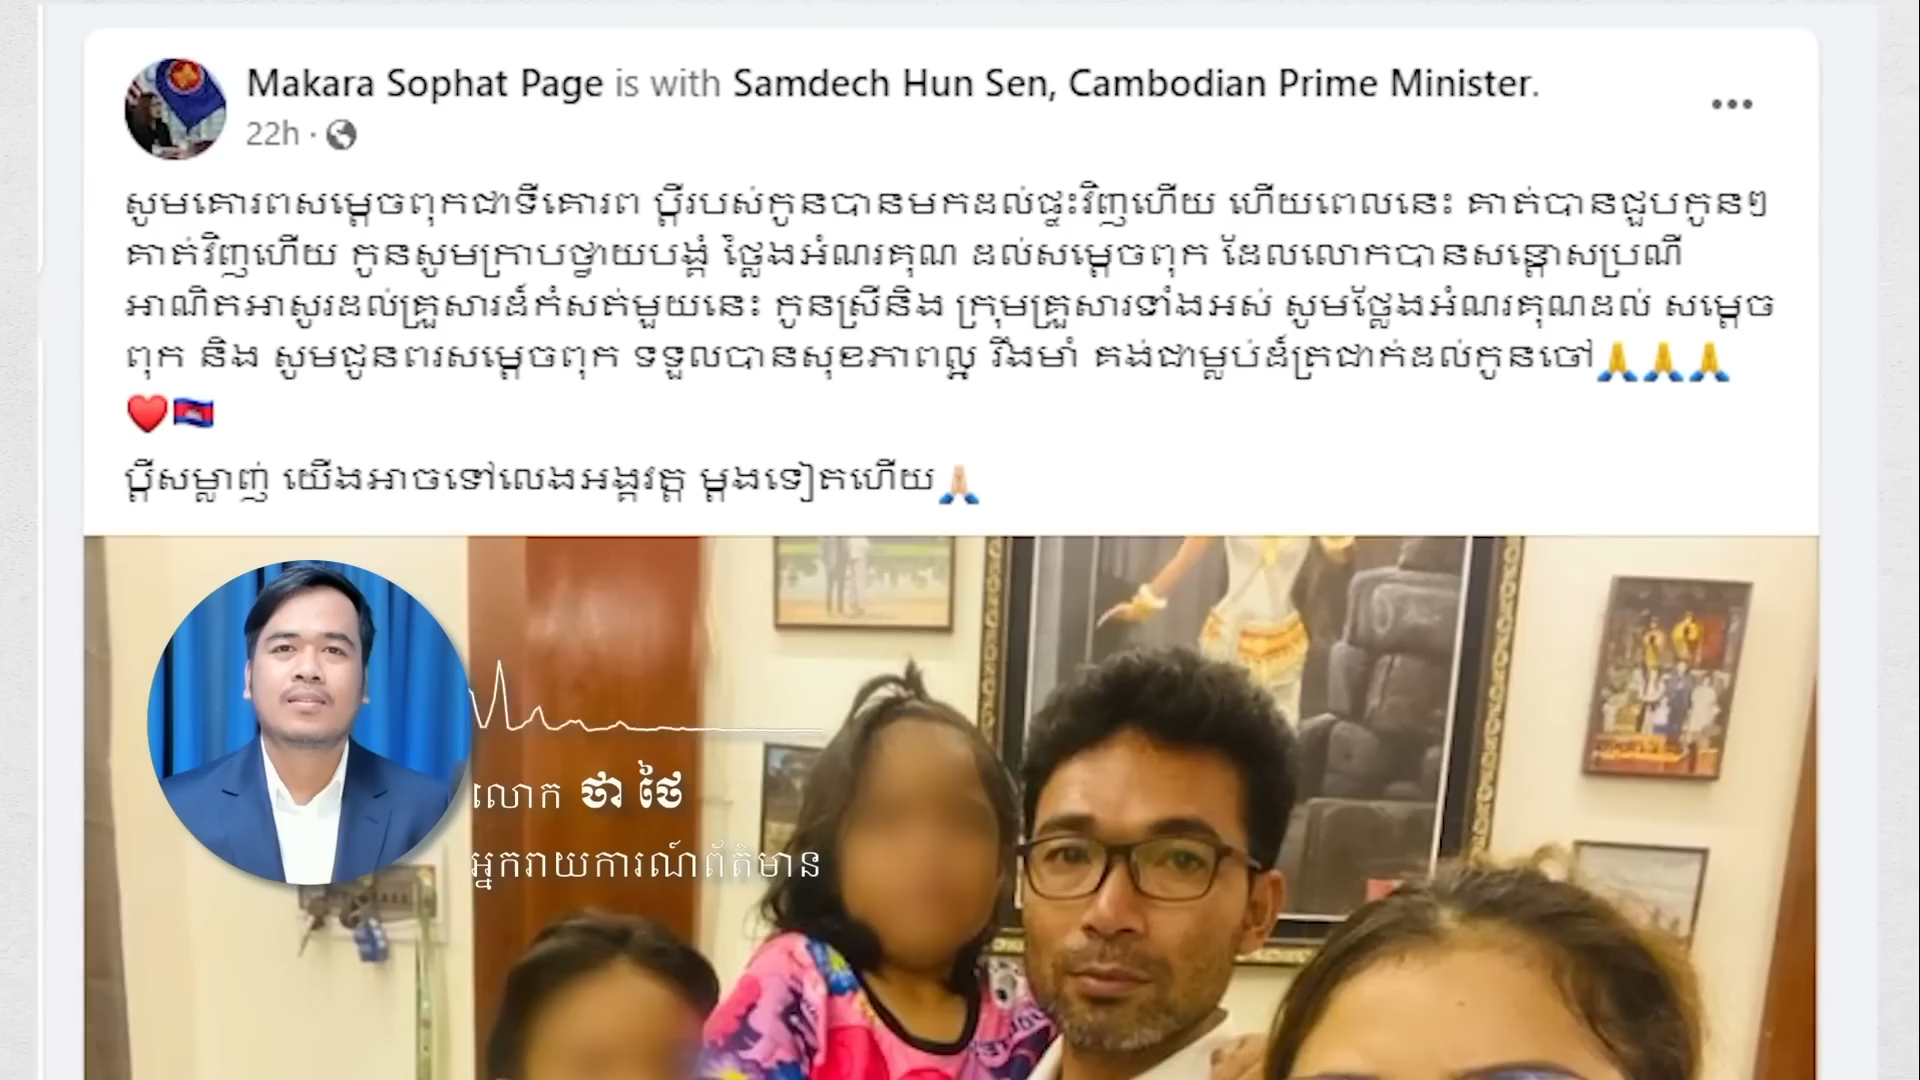 Makara Sophat Page is with Samdech Hun Sen, Cambodian Prime Minister.
22h ·
សូមគោរពសម្តេចពុកជាទីគោរព ប្តីរបស់កូនបានមកដល់ផ្ទះវិញហើយ ហើយពេលនេះ គាត់បានជួបកូនៗ
គាត់វិញហើយ កូនសូមក្រាបថ្វាយបង្គំ ថ្លៃងអំណរគុណ ដល់សម្តេចពុក ដែលលោកបានសន្តោសប្រណី
អាណិតអាសូរដល់គ្រួសារដ៏កំសត់មួយនេះ កូនស្រីនិង ក្រុមគ្រួសារទាំងអស់ សូមថ្លែងអំណរគុណដល់ សម្តេច
ពុក និង សូមជូនពរសម្តេចពុក ទទួលបានសុខភាពល្អ រឹងមាំ គង់ជាម្លប់ដ៏ត្រជាក់ដល់កូនចៅ🙏🙏🙏
❤️🇰🇭
ប្តីសម្លាញ់ យើងអាចទៅលេងអង្គរវត្ត ម្តងទៀតហើយ🙏🏻
លោក ថា ថៃ
អ្នករាយការណ៍ព័ត៌មាន